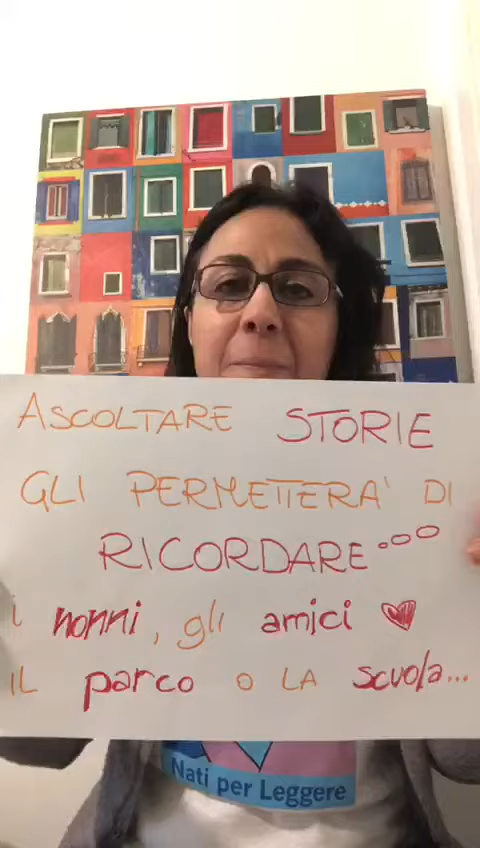 ASCOLTARE STORIE
GLI PERMETTERA' DI
RICORDARE°°°
I nonni, gli amici ♥
IL parco O LA scuola...
Nati per Leggere